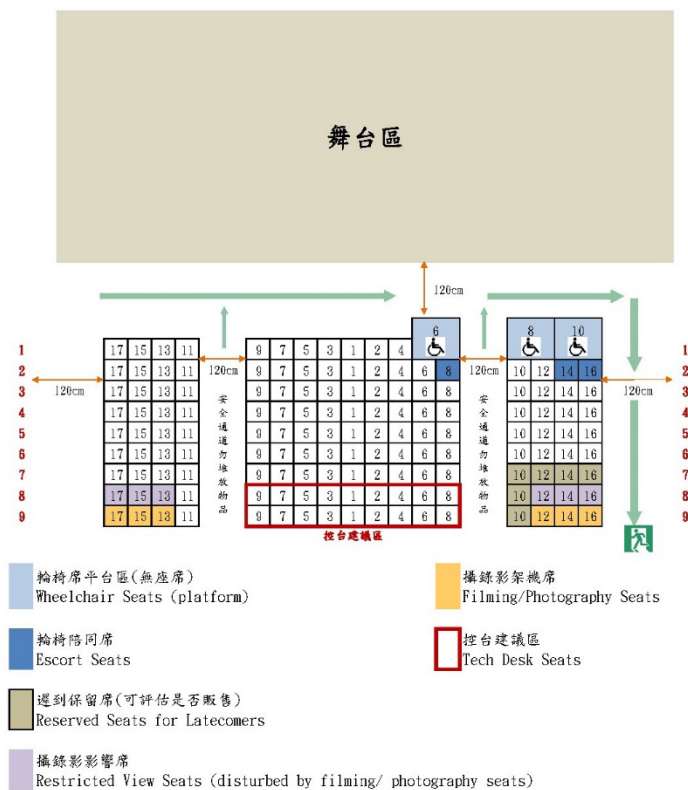 舞台區
120cm
6
8 10
1 17 15 13 11 9 7 5 3 1 2 4 1
2 17 15 13 11 9 7 5 3 1 2 4 6 8 10 12 14 16 2
120cm 120cm 120cm 120cm
3 17 15 13 11 9 7 5 3 1 2 4 6 8 10 12 14 16 3
4 17 15 13 11 9 7 5 3 1 2 4 6 8 10 12 14 16 4
5 17 15 13 11 9 7 5 3 1 2 4 6 8 10 12 14 16 5
6 17 15 13 11 9 7 5 3 1 2 4 6 8 10 12 14 16 6
7 17 15 13 11 9 7 5 3 1 2 4 6 8 10 12 14 16 7
8 17 15 13 11 9 7 5 3 1 2 4 6 8 10 12 14 16 8
9 17 15 13 11 9 7 5 3 1 2 4 6 8 10 12 14 16 9
安全通道勿堆放物品
安全通道勿堆放物品
控台建議區
輪椅席平台區(無座席)
Wheelchair Seats (platform)
輪椅陪同席
Escort Seats
遲到保留席(可評估是否販售)
Reserved Seats for Latecomers
攝錄影影響席
Restricted View Seats (disturbed by filming/ photography seats)
攝錄影架機席
Filming/Photography Seats
控台建議區
Tech Desk Seats